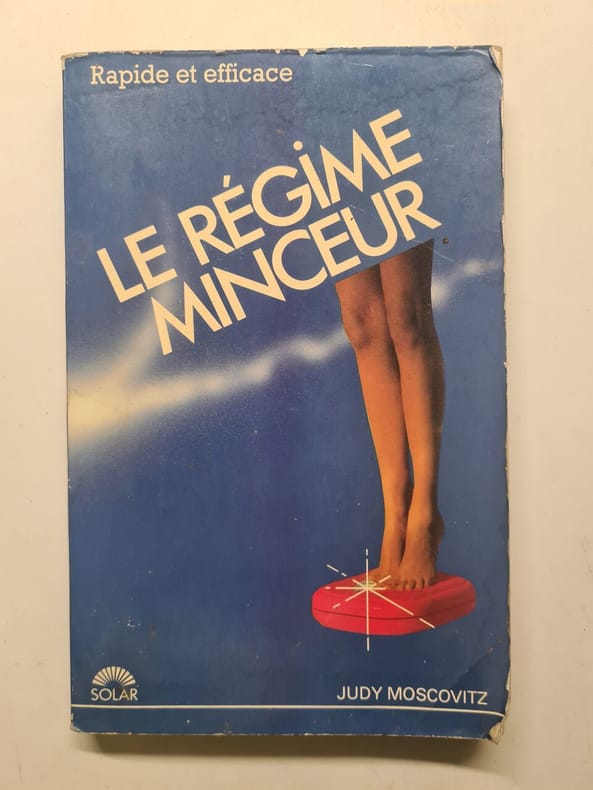 Rapide et efficace
LE RÉGIME
MINCEUR
SOLAR
JUDY MOSCOVITZ